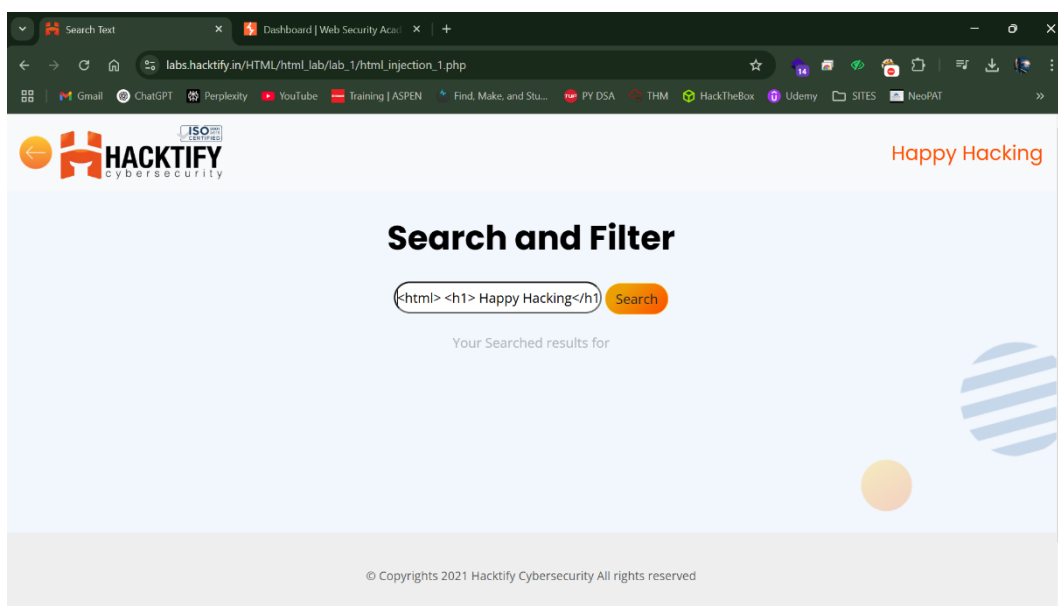 Search Text
Dashboard | Web Security Acad
labs.hacktify.in/HTML/html_lab/lab_1/html_injection_1.php
14
Gmail ChatGPT Perplexity YouTube Training | ASPEN Find, Make, and Stu... PY DSA THM HackTheBox Udemy SITES NeoPAT
ISO
CERTIFIED
HACKTIFY
cybersecurity
Happy Hacking
Search and Filter
<html> <h1> Happy Hacking</h1 Search
Your Searched results for
© Copyrights 2021 Hacktify Cybersecurity All rights reserved